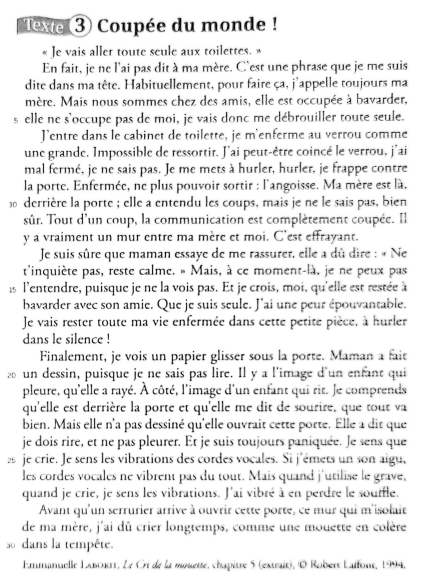 Texte 3 Coupée du monde !
« Je vais aller toute seule aux toilettes. »
En fait, je ne l'ai pas dit à ma mère. C'est une phrase que je me suis
dite dans ma tête. Habituellement, pour faire ça, j'appelle toujours ma
mère. Mais nous sommes chez des amis, elle est occupée à bavarder,
5 elle ne s'occupe pas de moi, je vais donc me débrouiller toute seule.
J'entre dans le cabinet de toilette, je m'enferme au verrou comme
une grande. Impossible de ressortir. J'ai peut-être coincé le verrou, j'ai
mal fermé, je ne sais pas. Je me mets à hurler, hurler, je frappe contre
la porte. Enfermée, ne plus pouvoir sortir : l'angoisse. Ma mère est là,
10 derrière la porte ; elle a entendu les coups, mais je ne le sais pas, bien
sûr. Tout d'un coup, la communication est complètement coupée. Il
y a vraiment un mur entre ma mère et moi. C'est effrayant.
Je suis sûre que maman essaye de me rassurer, elle a dû dire : « Ne
t'inquiète pas, reste calme. » Mais, à ce moment-là, je ne peux pas
15 l'entendre, puisque je ne la vois pas. Et je crois, moi, qu'elle est restée à
bavarder avec son amie. Que je suis seule. J'ai une peur épouvantable.
Je vais rester toute ma vie enfermée dans cette petite pièce, à hurler
dans le silence !
Finalement, je vois un papier glisser sous la porte. Maman a fait
20 un dessin, puisque je ne sais pas lire. Il y a l'image d'un enfant qui
pleure, qu'elle a rayé. À côté, l'image d'un enfant qui rit. Je comprends
qu'elle est derrière la porte et qu'elle me dit de sourire, que tout va
bien. Mais elle n'a pas dessiné qu'elle ouvrait cette porte. Elle a dit que
je dois rire, et ne pas pleurer. Et je suis toujours paniquée. Je sens que
25 je crie. Je sens les vibrations des cordes vocales. Si j'émets un son aigu,
les cordes vocales ne vibrent pas du tout. Mais quand j'utilise le grave,
quand je crie, je sens les vibrations. J'ai vibré à en perdre le souffle.
Avant qu'un serrurier arrive à ouvrir cette porte, ce mur qui m'isolait
de ma mère, j'ai dû crier longtemps, comme une mouette en colère
30 dans la tempête.
Emmanuelle LABORIT, Le Cri de la mouette, chapitre 5 (extrait), © Robert Laffont, 1994.